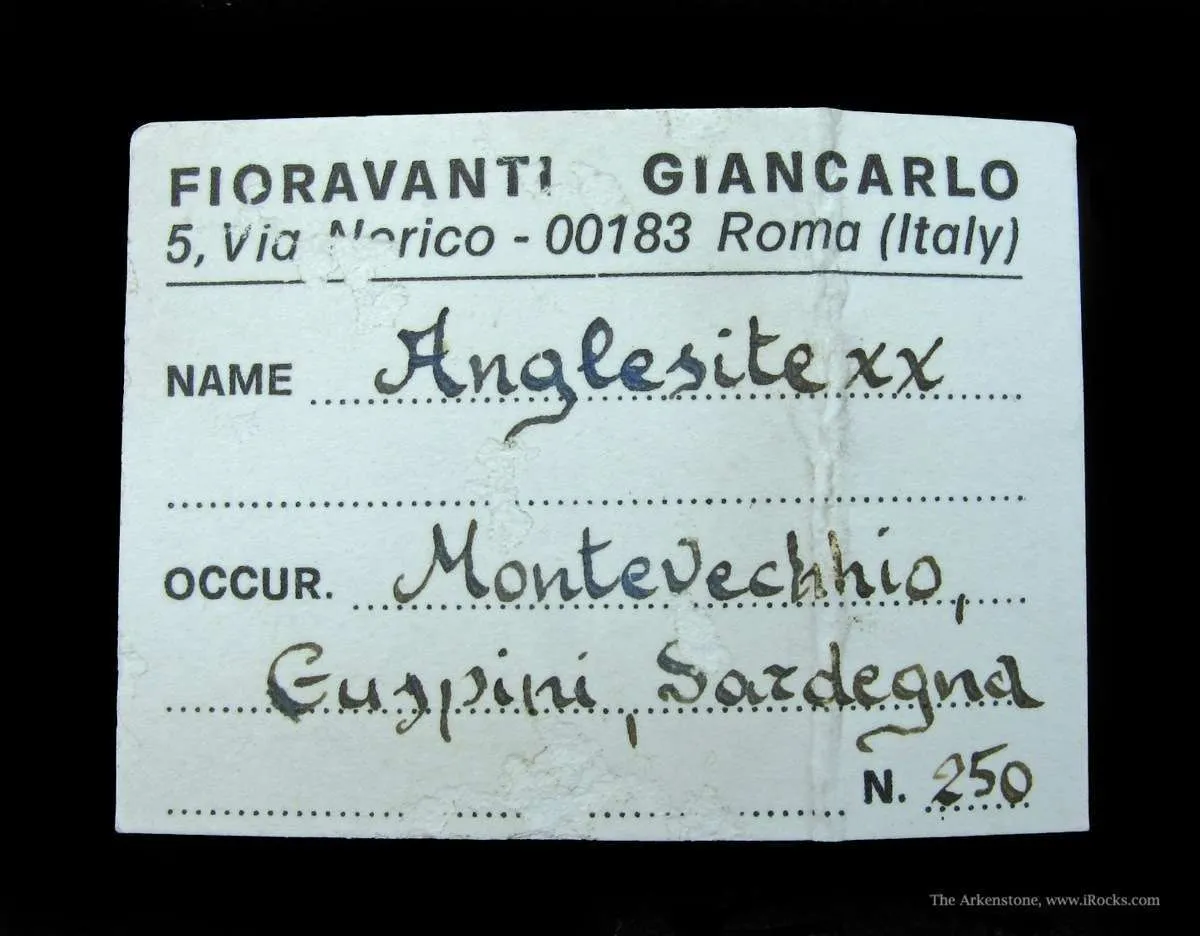 FIORAVANTI GIANCARLO
5, Via Norico - 00183 Roma (Italy)
NAME Anglesite xx
OCCUR. Montevechhio,
Guspini, Sardegna
N. 250
The Arkenstone, www.iRocks.com